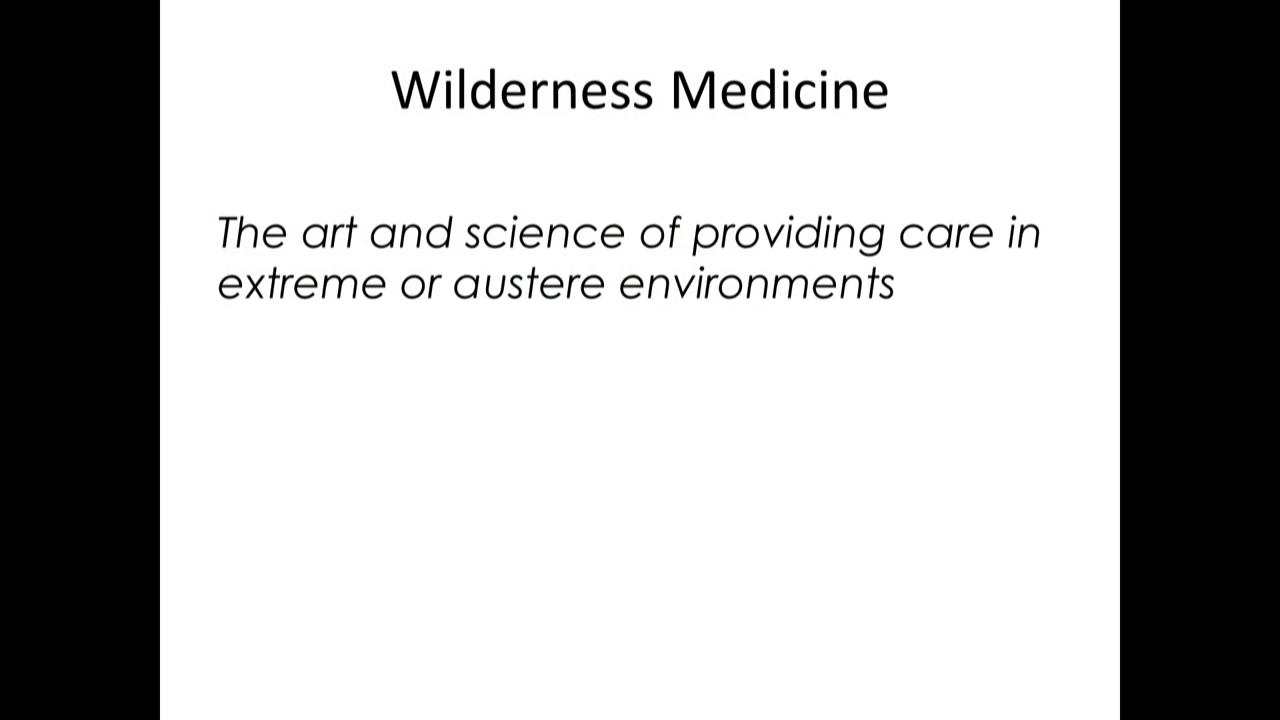 Wilderness Medicine
The art and science of providing care in
extreme or austere environments